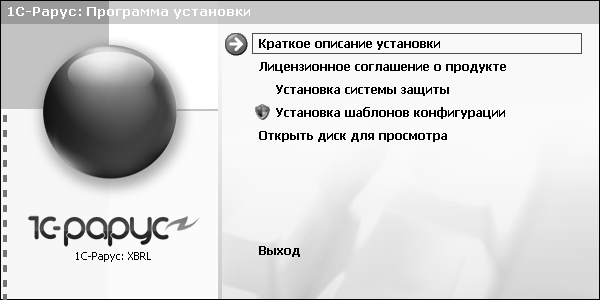 1С-Рарус: Программа установки
Краткое описание установки
Лицензионное соглашение о продукте
Установка системы защиты
Установка шаблонов конфигурации
Открыть диск для просмотра
1С-рарус
1С-Рарус: XBRL
Выход